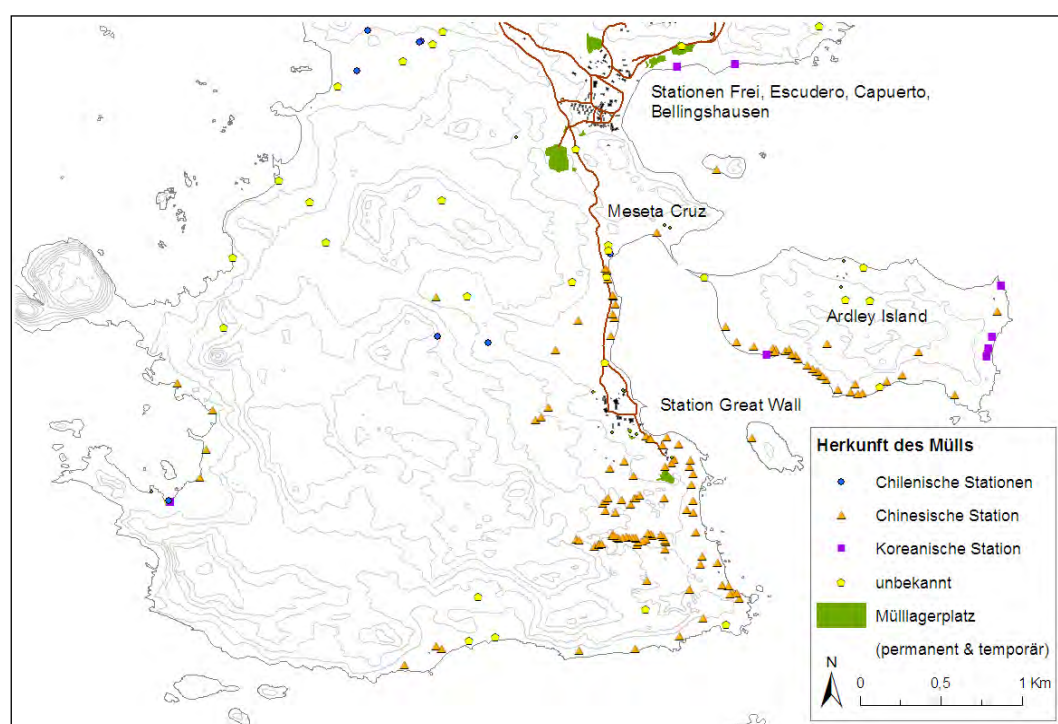 Stationen Frei, Escudero, Capuerto,
Bellingshausen
Meseta Cruz
Ardley Island
Station Great Wall
Herkunft des Mülls
Chilenische Stationen
Chinesische Station
Koreanische Station
unbekannt
Mülllagerplatz
(permanent & temporär)
N
0 0,5 1 Km